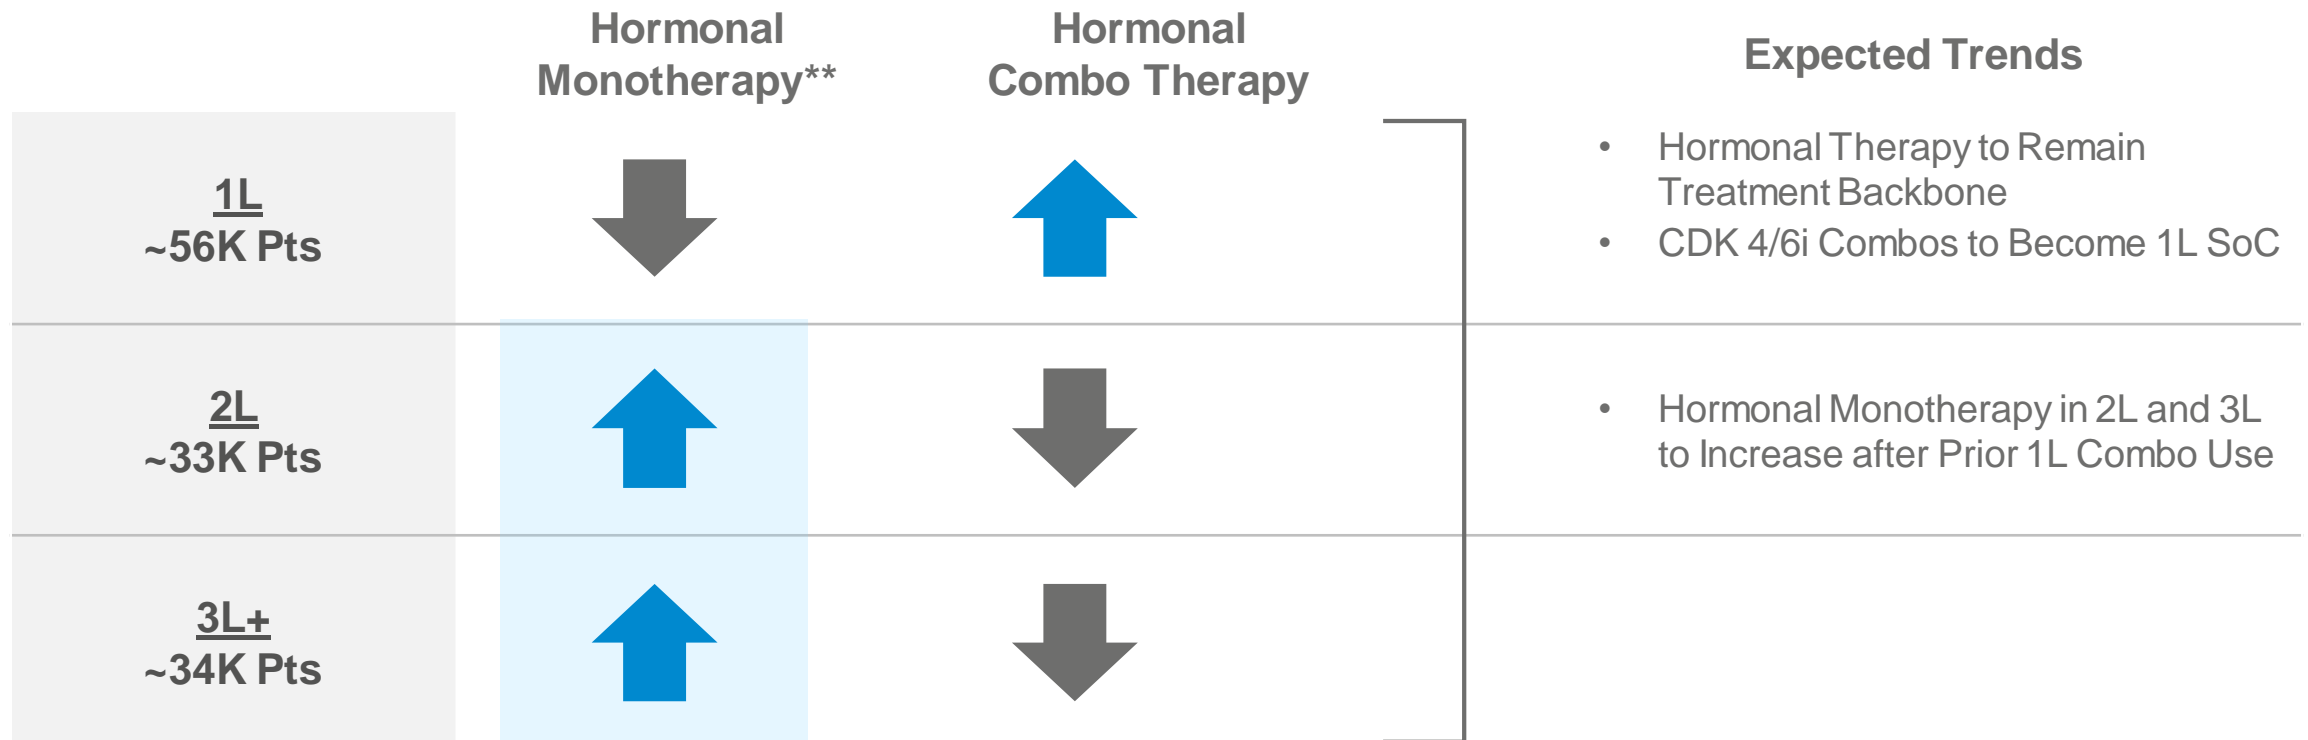 Hormonal
Monotherapy**
Hormonal
Combo Therapy
Expected Trends
1L
~56K Pts
• Hormonal Therapy to Remain
Treatment Backbone
• CDK 4/6i Combos to Become 1L SoC
2L
~33K Pts
• Hormonal Monotherapy in 2L and 3L
to Increase after Prior 1L Combo Use
3L+
~34K Pts